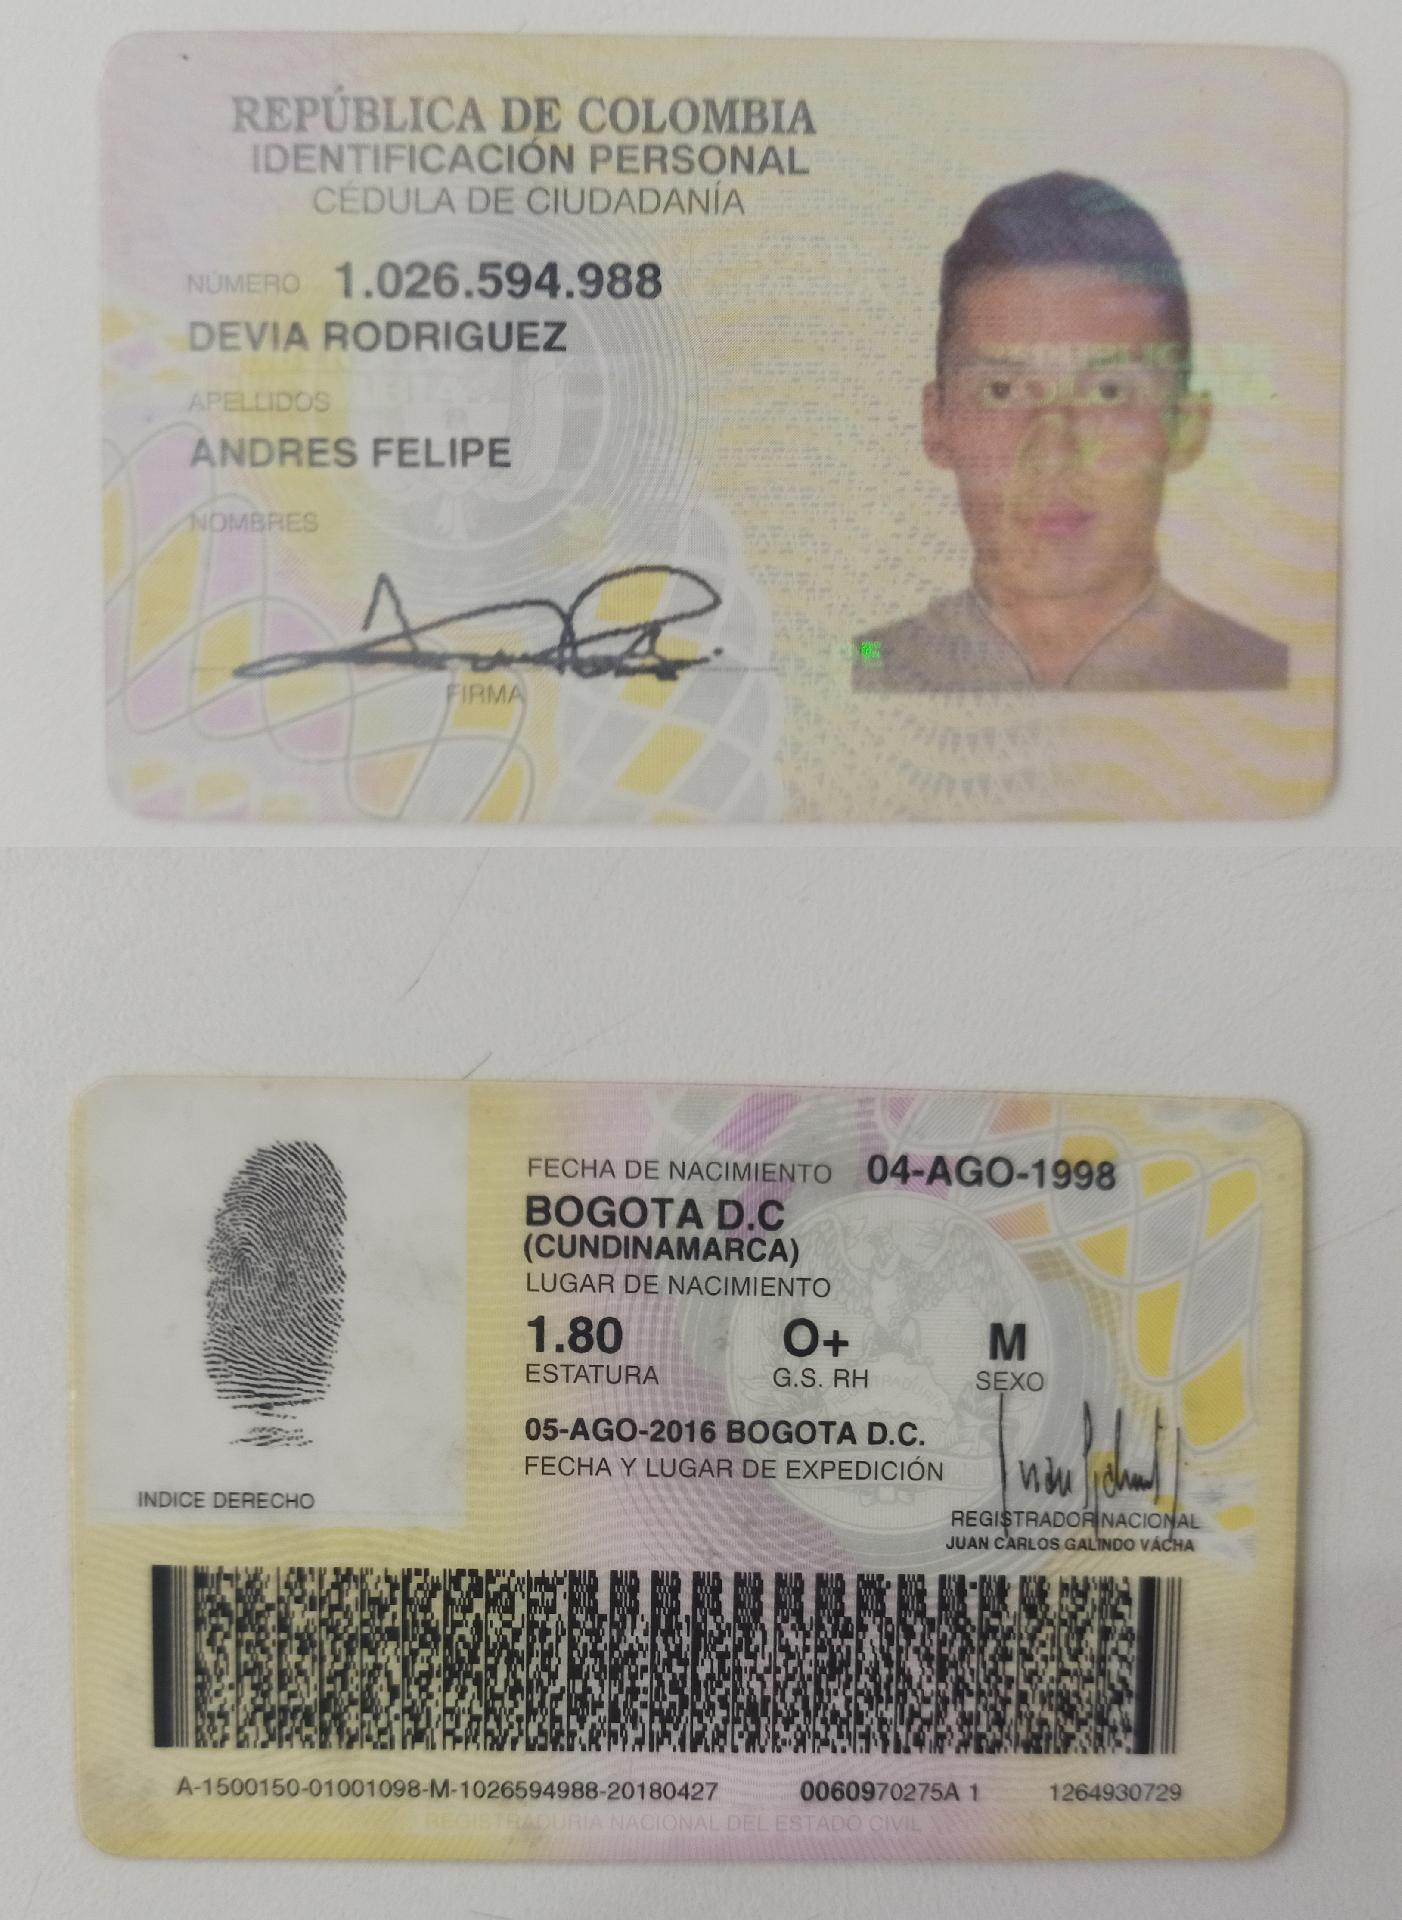 REPÚBLICA DE COLOMBIA
IDENTIFICACIÓN PERSONAL
CÉDULA DE CIUDADANÍA
NÚMERO 1.026.594.988
DEVIA RODRIGUEZ
APELLIDOS
ANDRES FELIPE
NOMBRES
FIRMA
FECHA DE NACIMIENTO 04-AGO-1998
BOGOTA D.C
(CUNDINAMARCA)
LUGAR DE NACIMIENTO
1.80 O+ M
ESTATURA G.S. RH SEXO
05-AGO-2016 BOGOTA D.C.
FECHA Y LUGAR DE EXPEDICIÓN
INDICE DERECHO
REGISTRADOR NACIONAL
JUAN CARLOS GALINDO VÁCHA
A-1500150-01001098-M-1026594988-20180427 0060970275A 1 1264930729
REGISTRADURIA NACIONAL DEL ESTADO CIVIL